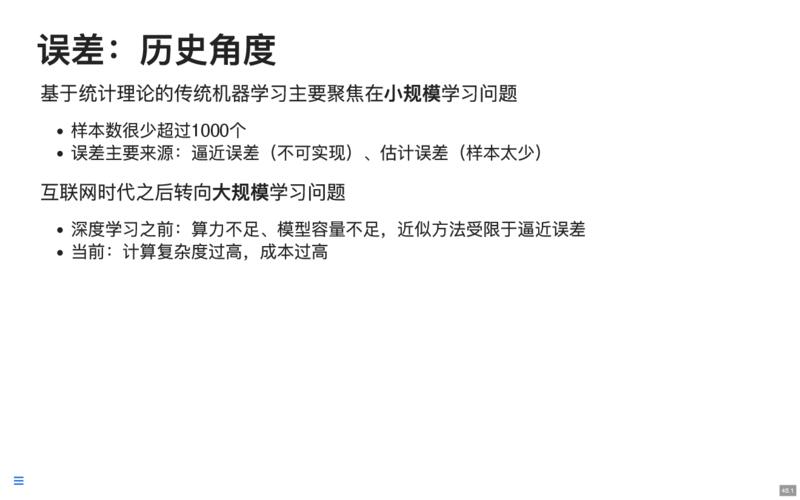 误差：历史角度
基于统计理论的传统机器学习主要聚焦在小规模学习问题
• 样本数很少超过1000个
• 误差主要来源：逼近误差（不可实现）、估计误差（样本太少）
互联网时代之后转向大规模学习问题
• 深度学习之前：算力不足、模型容量不足，近似方法受限于逼近误差
• 当前：计算复杂度过高，成本过高